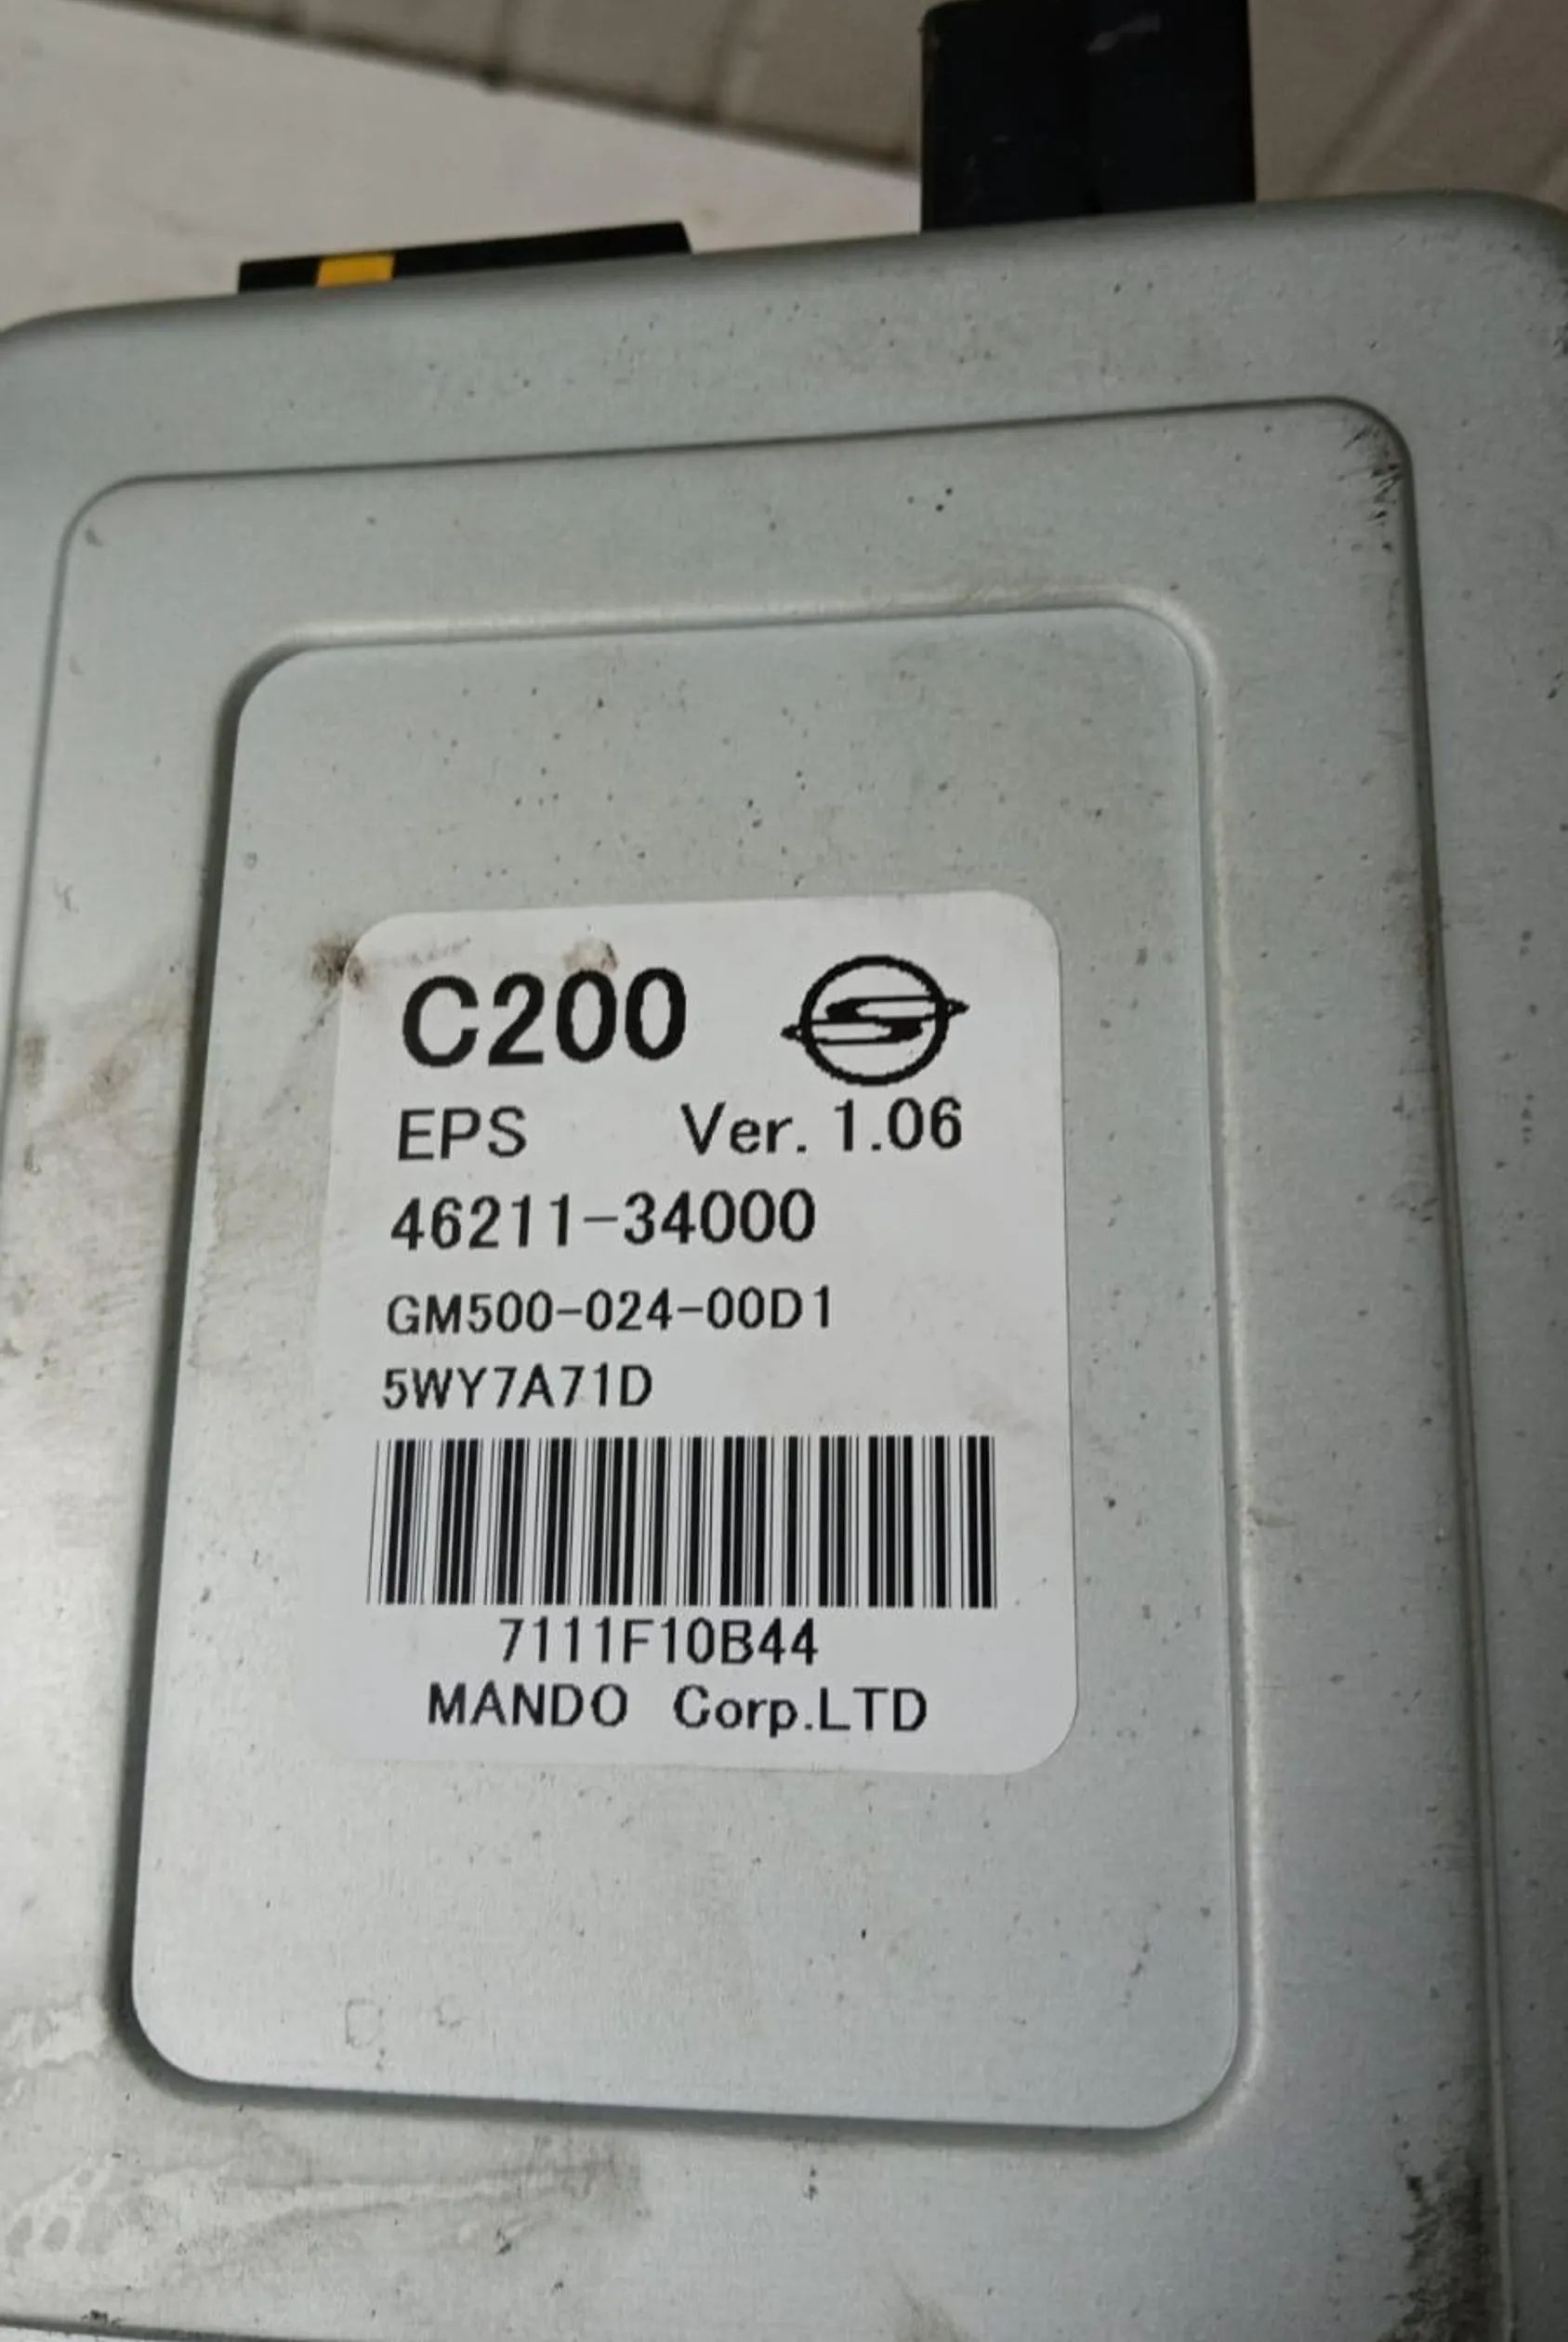 C200
EPS Ver. 1.06
46211-34000
GM500-024-00D1
5WY7A71D
7111F10B44
MANDO Corp.LTD